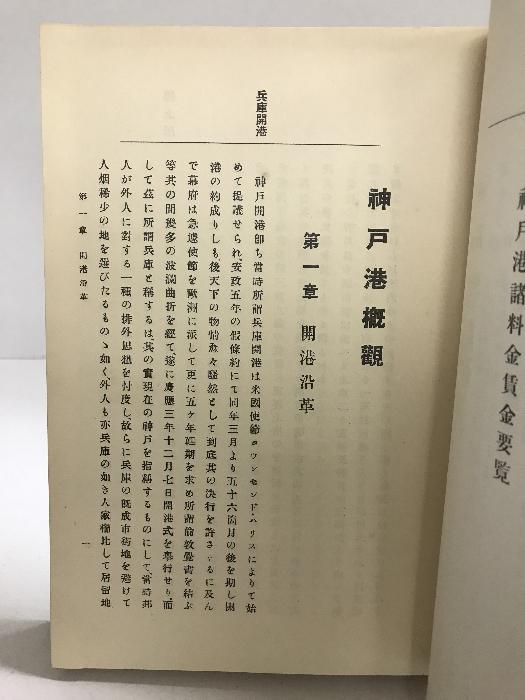 神戸港諸料金賃金要覧
兵庫開港
神戸港概觀
第一章　開港沿革
神戸開港卽ち當時所謂兵庫開港は米國使節タウンセンド・ハリスによりて始
めて提議せられ、安政五年の假條約にて同年三月より五十六箇月の後を期し開
港の約成りしも後天下の物情愈々騷然として到底其の決行を許さゞるに及ん
で幕府は急遽使節を歐洲に派して更に五ヶ年延期を求め所謂倫敦覺書を結ぶ
等其の間幾多の波瀾曲折を經て、遂に慶應三年十二月七日開港式を擧行せり。而
して玆に所謂兵庫と稱するは其の實現在の神戸を指稱するものにして、當時邦
人が外人に對する一種の排外思想を忖度し、故らに兵庫の旣成市街地を避けて
人烟稀少の地を選びたるものゝ如く、外人も亦兵庫の如き人家櫛比して居留地
第一章　開港沿革
一